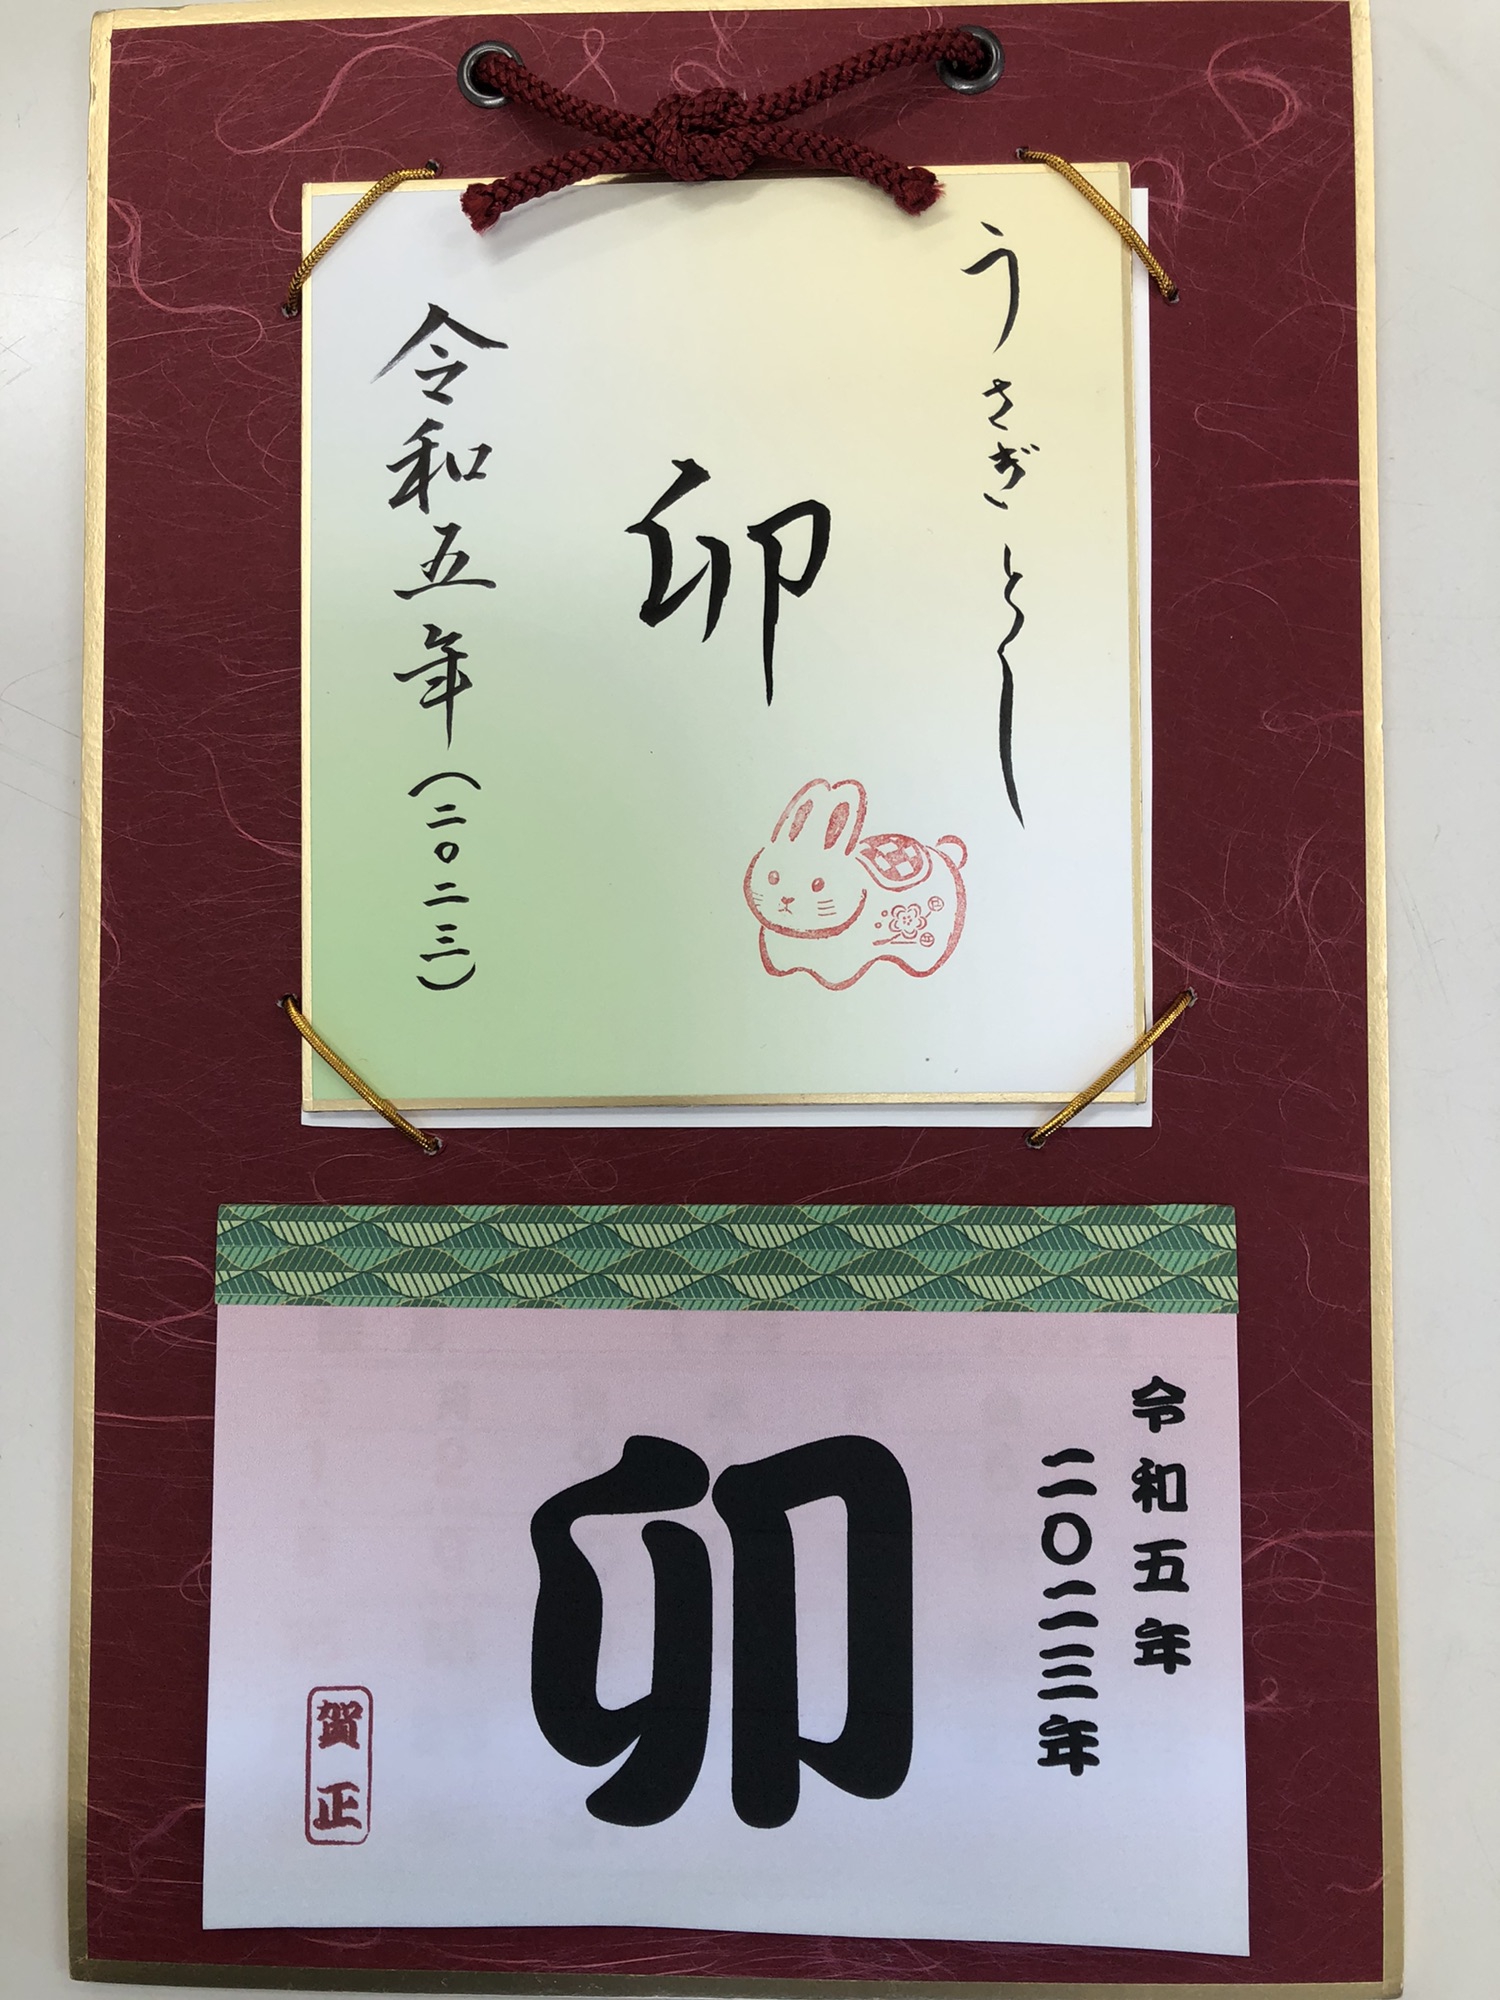 うさぎとし
卯
令和五年(二〇二三)
令和五年
二〇二三年
卯
賀正